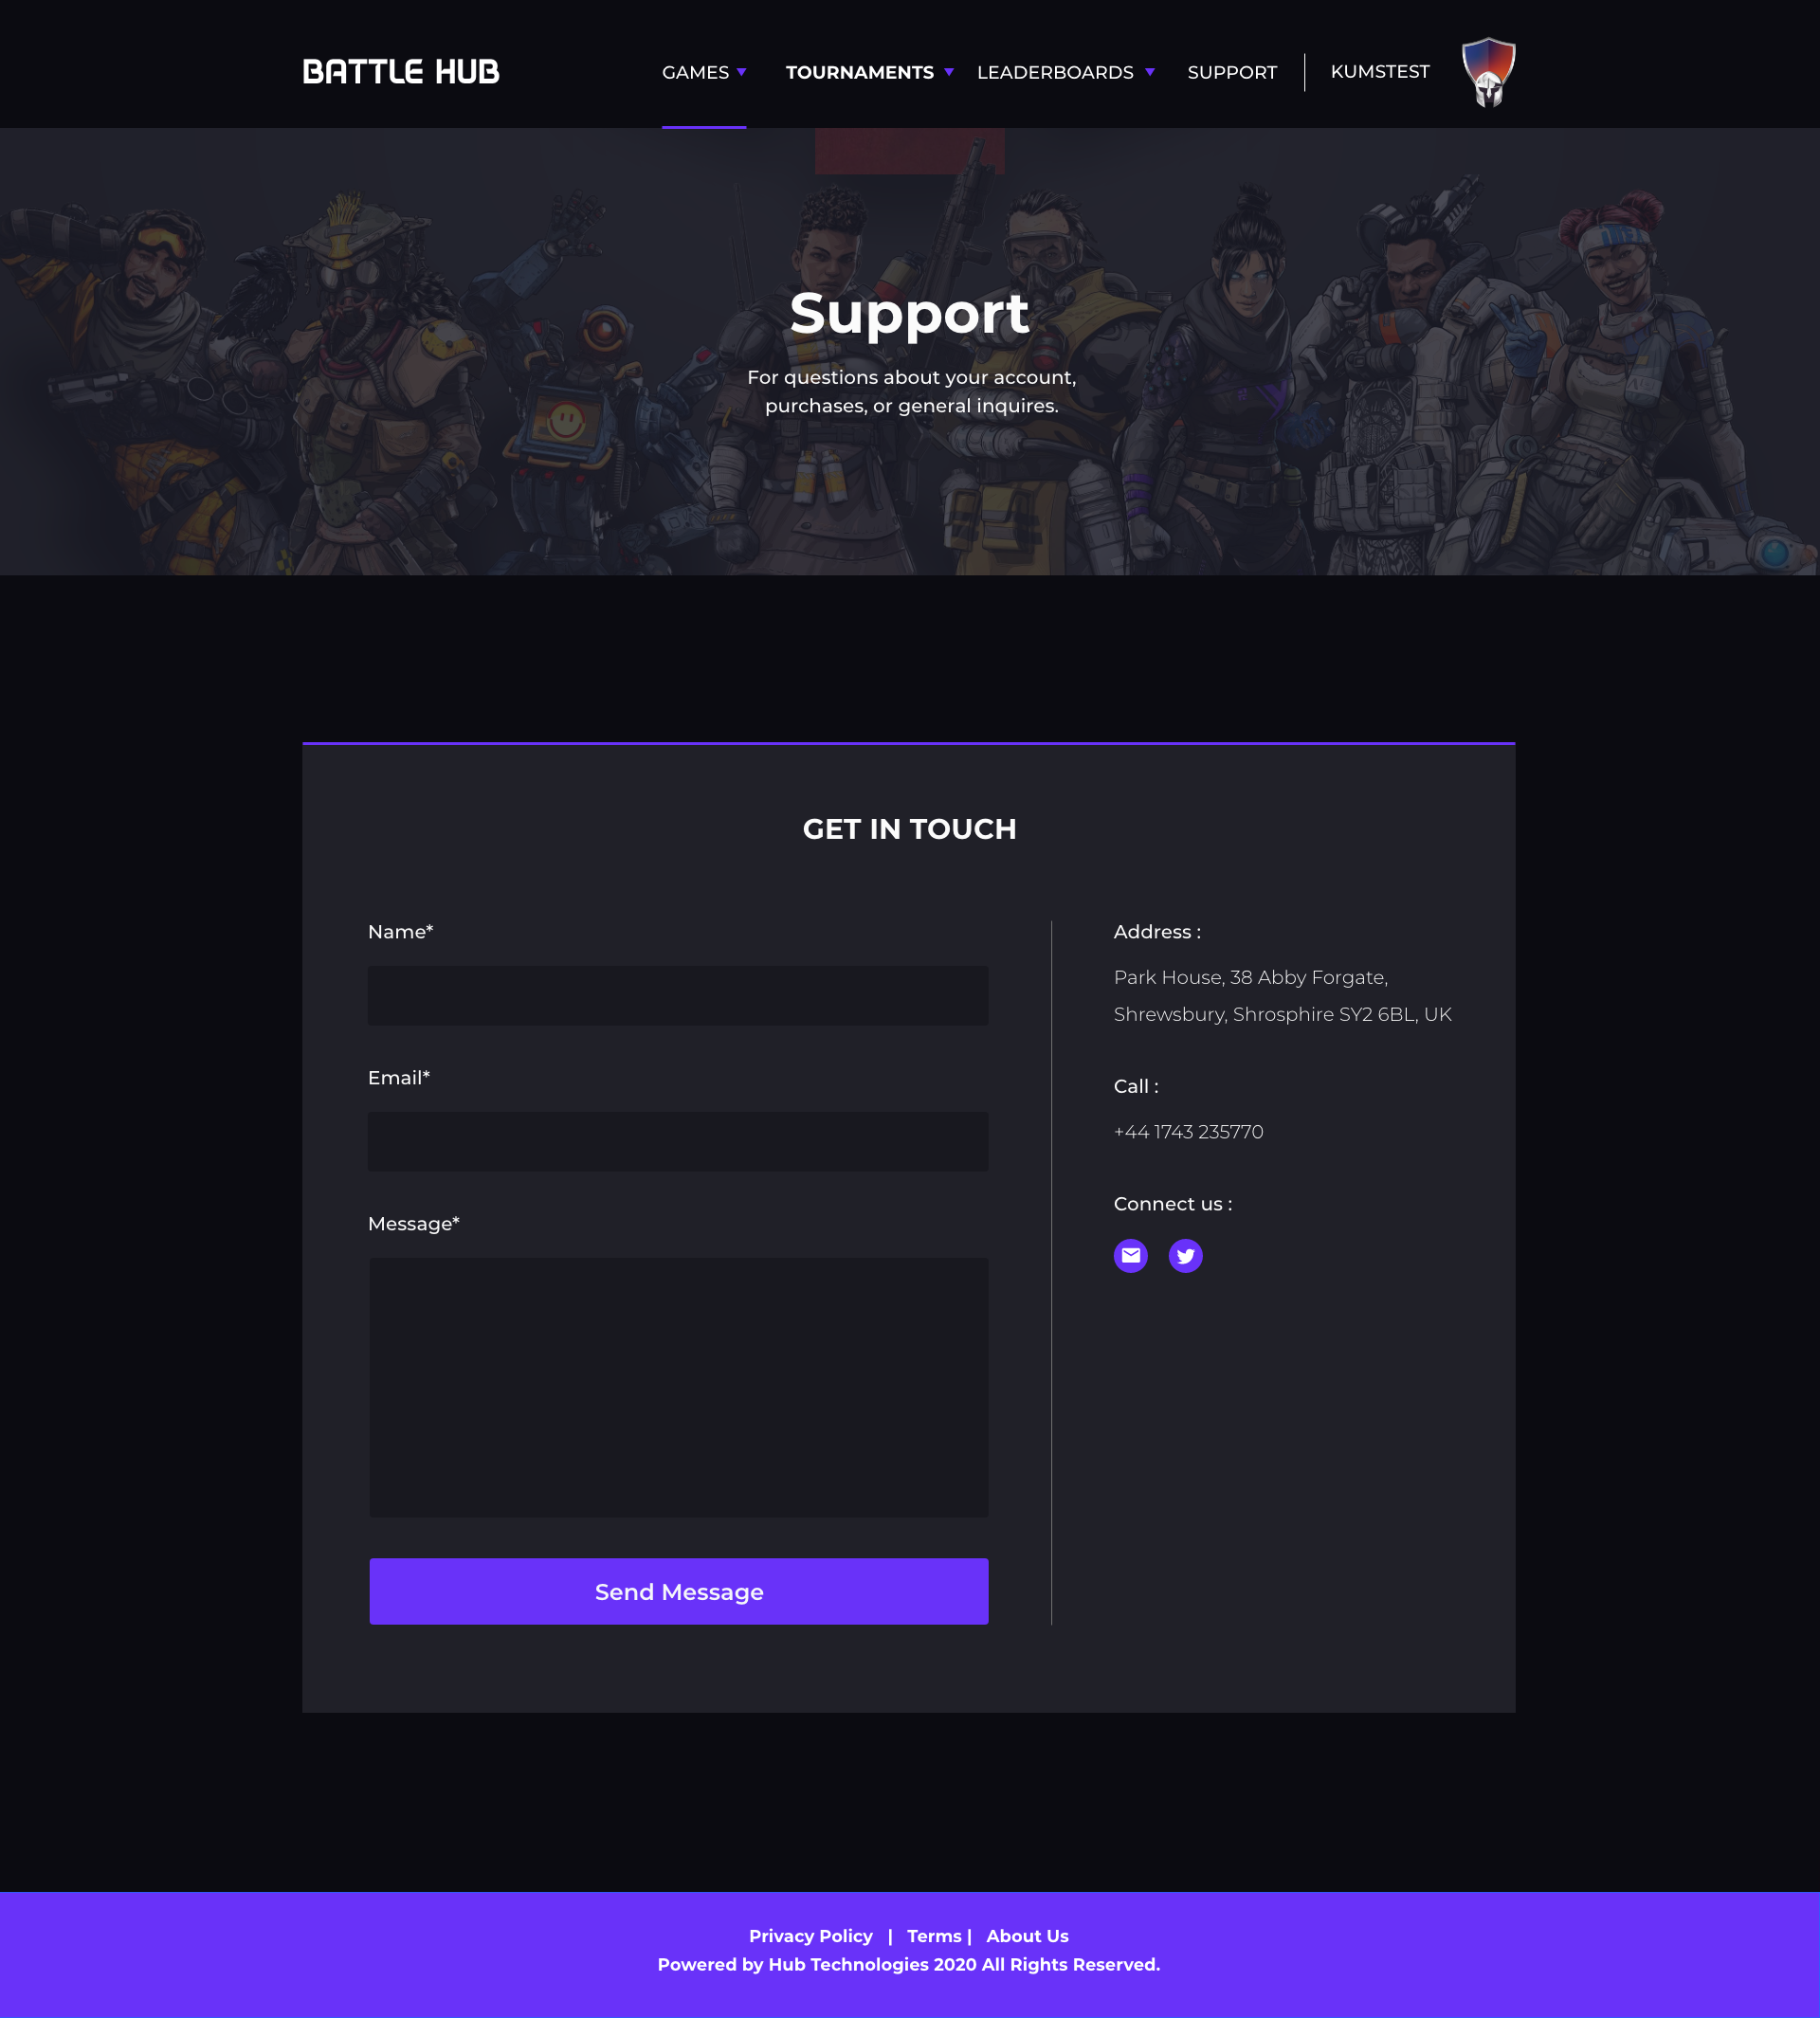 BATTLE HUB
GAMES TOURNAMENTS LEADERBOARDS SUPPORT KUMSTEST
Support
For questions about your account,
purchases, or general inquires.
GET IN TOUCH
Name*
Email*
Message*
Send Message
Address :
Park House, 38 Abby Forgate,
Shrewsbury, Shrosphire SY2 6BL, UK
Call :
+44 1743 235770
Connect us :
Privacy Policy | Terms | About Us
Powered by Hub Technologies 2020 All Rights Reserved.